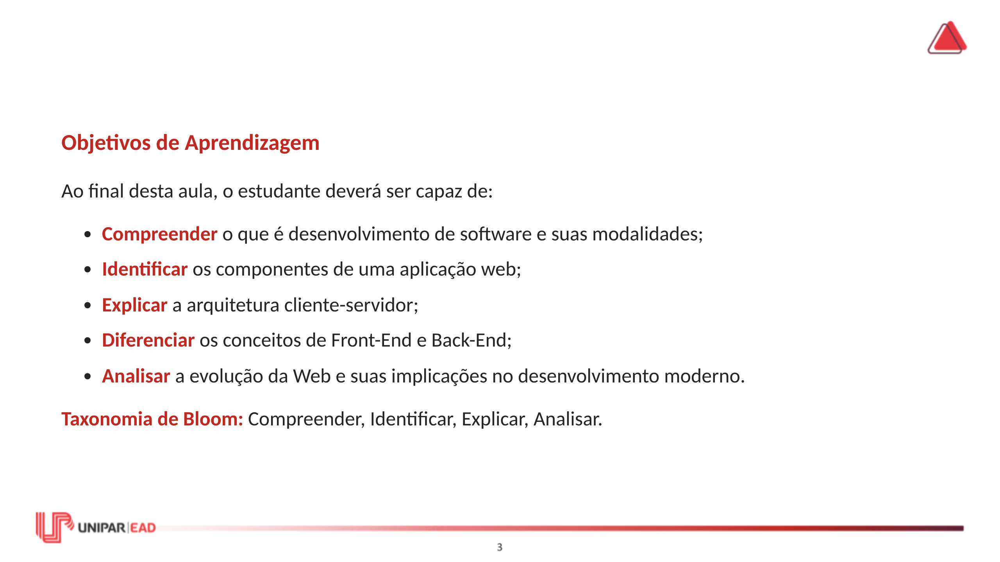 Objetivos de Aprendizagem
Ao final desta aula, o estudante deverá ser capaz de:
• Compreender o que é desenvolvimento de software e suas modalidades;
• Identificar os componentes de uma aplicação web;
• Explicar a arquitetura cliente-servidor;
• Diferenciar os conceitos de Front-End e Back-End;
• Analisar a evolução da Web e suas implicações no desenvolvimento moderno.
Taxonomia de Bloom: Compreender, Identificar, Explicar, Analisar.
UNIPAR|EAD
3